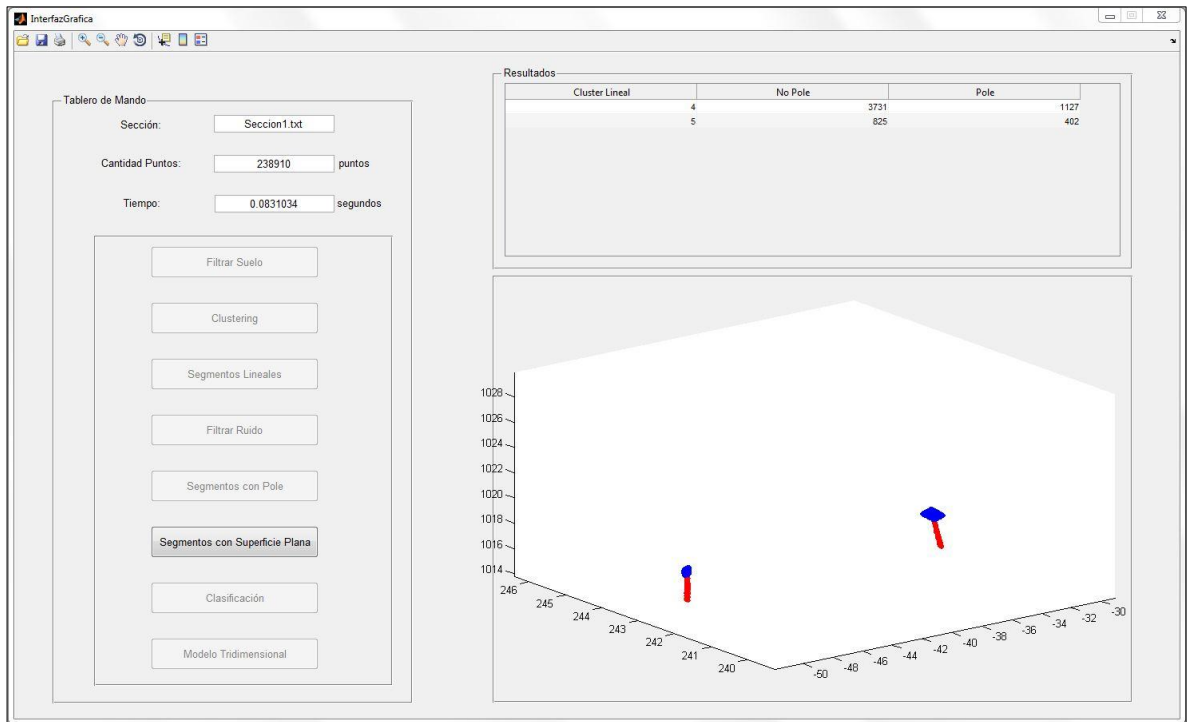 InterfazGrafica
Tablero de Mando
Sección: Seccion1.txt
Cantidad Puntos: 238910 puntos
Tiempo: 0.0831034 segundos
Filtrar Suelo
Clustering
Segmentos Lineales
Filtrar Ruido
Segmentos con Pole
Segmentos con Superficie Plana
Clasificación
Modelo Tridimensional
Resultados
Cluster Lineal No Pole Pole
4 3731 1127
5 825 402
1028
1026
1024
1022
1020
1018
1016
1014
246 245 244 243 242 241 240
-50 -48 -46 -44 -42 -40 -38 -36 -34 -32 -30